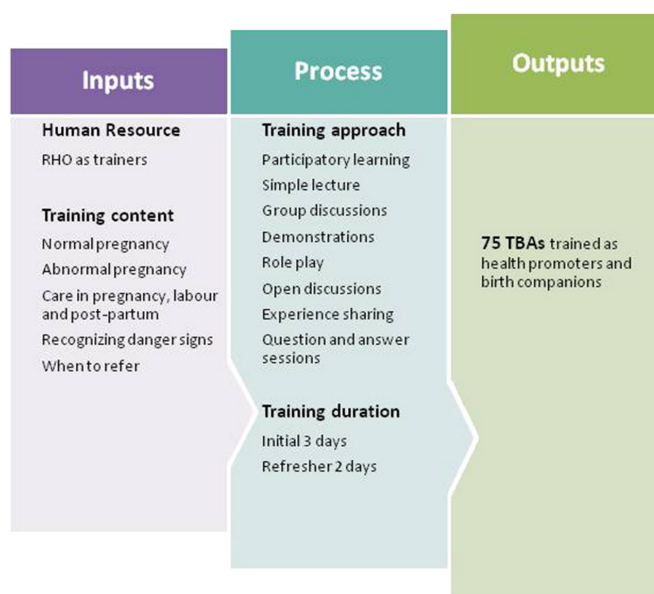 Inputs
Human Resource
RHO as trainers
Training content
Normal pregnancy
Abnormal pregnancy
Care in pregnancy, labour
and post-partum
Recognizing danger signs
When to refer
Process
Training approach
Participatory learning
Simple lecture
Group discussions
Demonstrations
Role play
Open discussions
Experience sharing
Question and answer
sessions
Training duration
Initial 3 days
Refresher 2 days
Outputs
75 TBAs trained as
health promoters and
birth companions